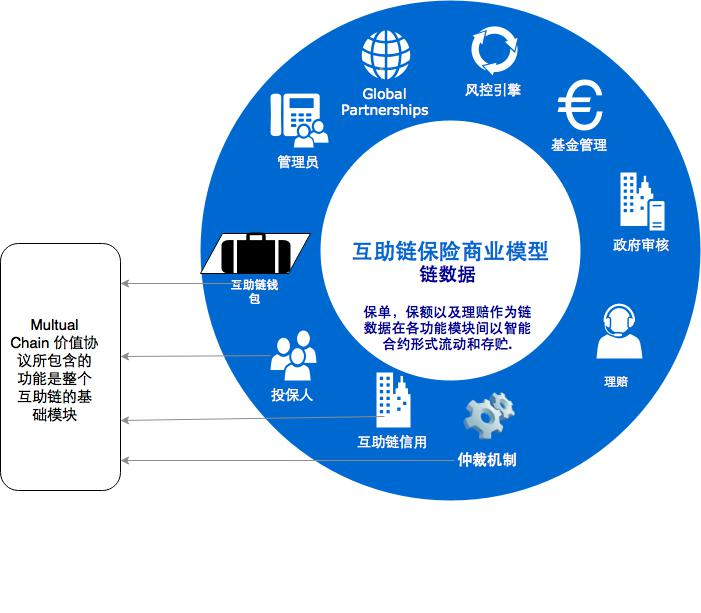 Global
Partnerships
风控引擎
基金管理
管理员
政府审核
互助链保险商业模型
链数据
保单，保额以及理赔作为链
数据在各功能模块间以智能
合约形式流动和存贮.
互助链钱
包
Multual
Chain 价值协
议所包含的
功能是整个
互助链的基
础模块
投保人
理赔
互助链信用
仲裁机制